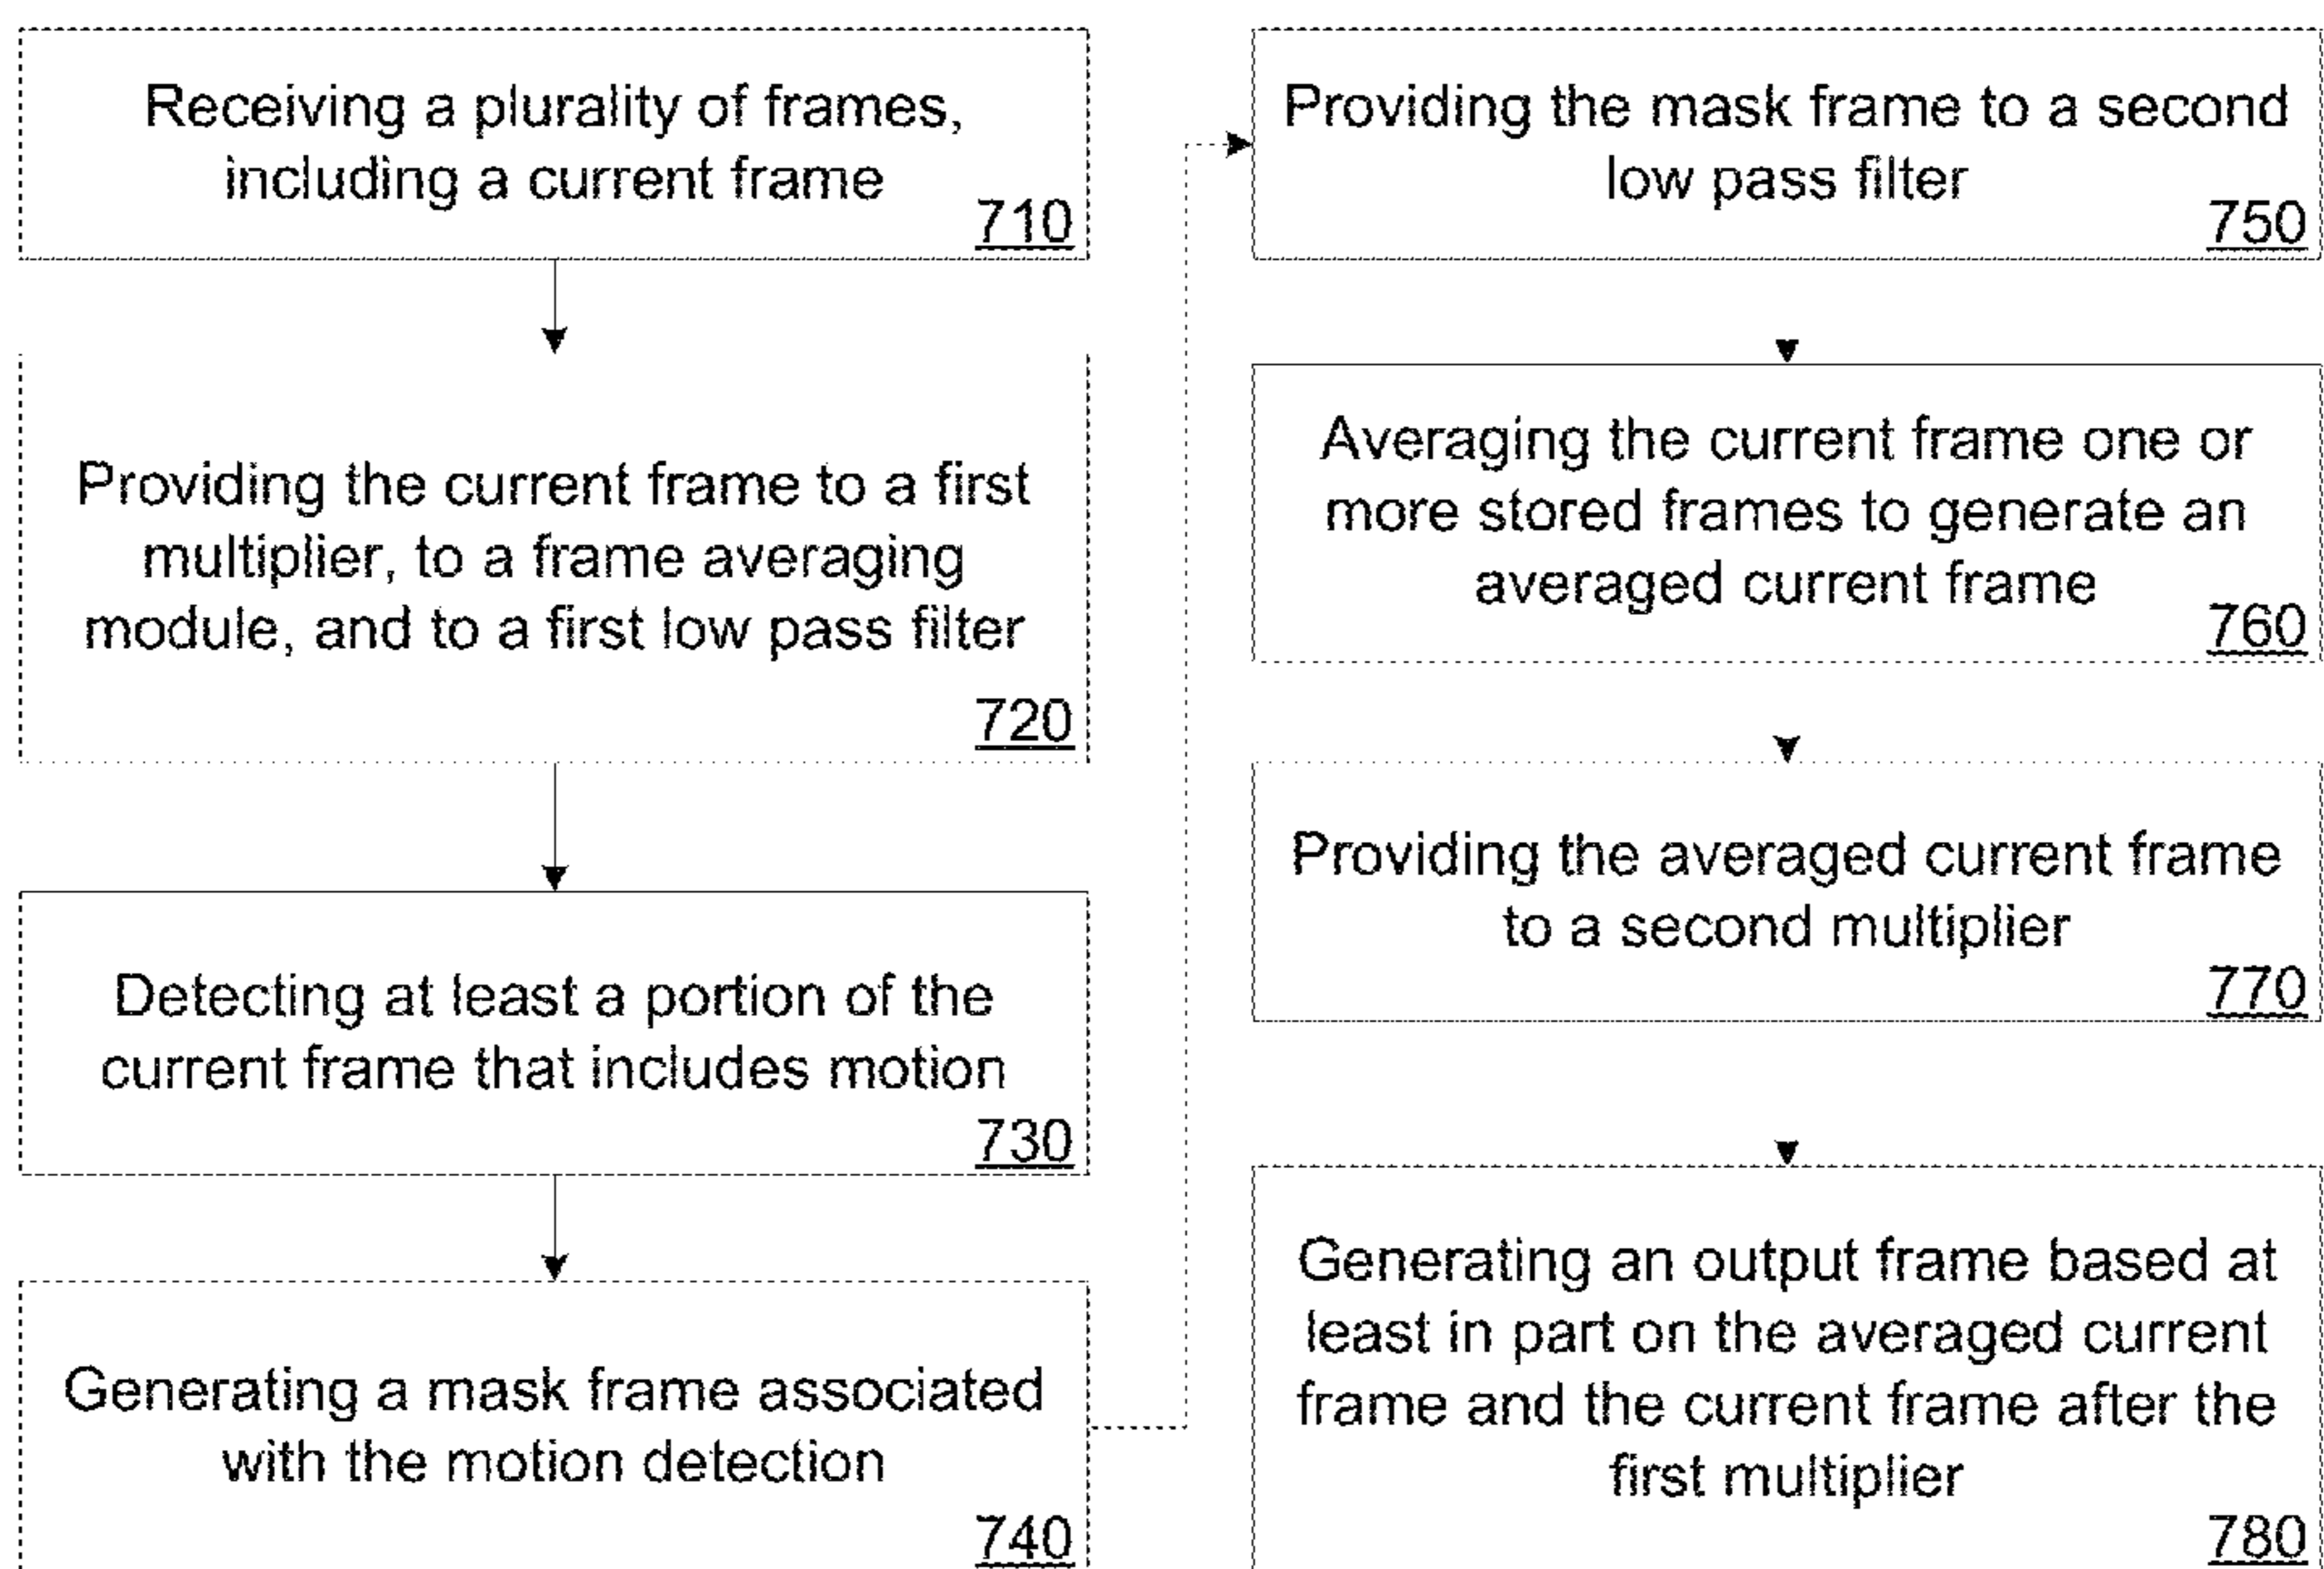 Receiving a plurality of frames,
including a current frame
710
Providing the current frame to a first
multiplier, to a frame averaging
module, and to a first low pass filter
720
Detecting at least a portion of the
current frame that includes motion
730
Generating a mask frame associated
with the motion detection
740
Providing the mask frame to a second
low pass filter
750
Averaging the current frame one or
more stored frames to generate an
averaged current frame
760
Providing the averaged current frame
to a second multiplier
770
Generating an output frame based at
least in part on the averaged current
frame and the current frame after the
first multiplier
780